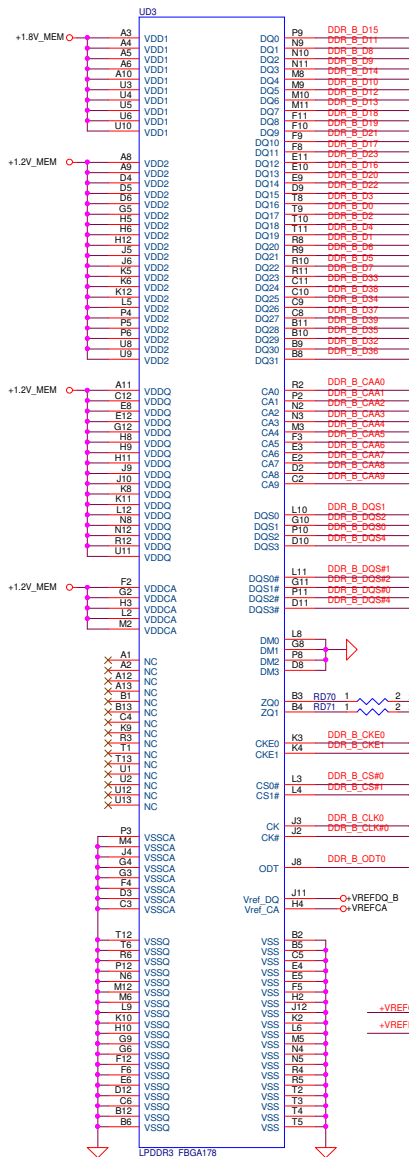 UD3
+1.8V_MEM
A3 VDD1
A4 VDD1
A5 VDD1
A6 VDD1
A10 VDD1
U3 VDD1
U4 VDD1
U5 VDD1
U6 VDD1
U10 VDD1
+1.2V_MEM
A8 VDD2
A9 VDD2
D4 VDD2
D5 VDD2
D6 VDD2
G5 VDD2
H5 VDD2
H6 VDD2
H12 VDD2
J5 VDD2
J6 VDD2
K5 VDD2
K6 VDD2
K12 VDD2
L5 VDD2
P4 VDD2
P5 VDD2
P6 VDD2
U8 VDD2
U9 VDD2
+1.2V_MEM
A11 VDDQ
C12 VDDQ
E8 VDDQ
E12 VDDQ
G12 VDDQ
H8 VDDQ
H9 VDDQ
H11 VDDQ
J9 VDDQ
J10 VDDQ
K8 VDDQ
K11 VDDQ
L12 VDDQ
N8 VDDQ
N12 VDDQ
R12 VDDQ
U11 VDDQ
+1.2V_MEM
F2 VDDCA
G2 VDDCA
H3 VDDCA
L2 VDDCA
M2 VDDCA
A1 NC
A2 NC
A12 NC
A13 NC
B1 NC
B13 NC
C4 NC
K9 NC
R3 NC
T1 NC
T13 NC
U1 NC
U2 NC
U12 NC
U13 NC
P3 VSSCA
M4 VSSCA
J4 VSSCA
G4 VSSCA
G3 VSSCA
F4 VSSCA
D3 VSSCA
C3 VSSCA
T12 VSSQ
T6 VSSQ
R6 VSSQ
P12 VSSQ
N6 VSSQ
M12 VSSQ
M6 VSSQ
L9 VSSQ
K10 VSSQ
H10 VSSQ
G9 VSSQ
G6 VSSQ
F12 VSSQ
F6 VSSQ
E6 VSSQ
D12 VSSQ
C6 VSSQ
B12 VSSQ
B6 VSSQ
DQ0 P9 DDR_B_D15
DQ1 N9 DDR_B_D11
DQ2 N10 DDR_B_D8
DQ3 N11 DDR_B_D9
DQ4 M8 DDR_B_D14
DQ5 M9 DDR_B_D10
DQ6 M10 DDR_B_D12
DQ7 M11 DDR_B_D13
DQ8 F11 DDR_B_D18
DQ9 F10 DDR_B_D19
DQ10 F9 DDR_B_D21
DQ11 F8 DDR_B_D17
DQ12 E11 DDR_B_D23
DQ13 E10 DDR_B_D16
DQ14 E9 DDR_B_D20
DQ15 D9 DDR_B_D22
DQ16 T8 DDR_B_D3
DQ17 T9 DDR_B_D0
DQ18 T10 DDR_B_D2
DQ19 T11 DDR_B_D4
DQ20 R8 DDR_B_D1
DQ21 R9 DDR_B_D6
DQ22 R10 DDR_B_D5
DQ23 R11 DDR_B_D7
DQ24 C11 DDR_B_D33
DQ25 C10 DDR_B_D38
DQ26 C9 DDR_B_D34
DQ27 C8 DDR_B_D37
DQ28 B11 DDR_B_D39
DQ29 B10 DDR_B_D35
DQ30 B9 DDR_B_D32
DQ31 B8 DDR_B_D36
CA0 R2 DDR_B_CAA0
CA1 P2 DDR_B_CAA1
CA2 N2 DDR_B_CAA2
CA3 N3 DDR_B_CAA3
CA4 M3 DDR_B_CAA4
CA5 F3 DDR_B_CAA5
CA6 E3 DDR_B_CAA6
CA7 E2 DDR_B_CAA7
CA8 D2 DDR_B_CAA8
CA9 C2 DDR_B_CAA9
DQS0 L10 DDR_B_DQS1
DQS1 G10 DDR_B_DQS2
DQS2 P10 DDR_B_DQS0
DQS3 D10 DDR_B_DQS4
DQS0# L11 DDR_B_DQS#1
DQS1# G11 DDR_B_DQS#2
DQS2# P11 DDR_B_DQS#0
DQS3# D11 DDR_B_DQS#4
DM0 L8
DM1 G8
DM2 P8
DM3 D8
ZQ0 B3 RD70 1 2
ZQ1 B4 RD71 1 2
CKE0 K3 DDR_B_CKE0
CKE1 K4 DDR_B_CKE1
CS0# L3 DDR_B_CS#0
CS1# L4 DDR_B_CS#1
CK J3 DDR_B_CLK0
CK# J2 DDR_B_CLK#0
ODT J8 DDR_B_ODT0
Vref_DQ J11 +VREFDQ_B
Vref_CA H4 +VREFCA
VSS B2
VSS B5
VSS C5
VSS E4
VSS E5
VSS F5
VSS H2
VSS J12
VSS K2
VSS L6
VSS M5
VSS N4
VSS N5
VSS R4
VSS R5
VSS T2
VSS T3
VSS T4
VSS T5
LPDDR3_FBGA178